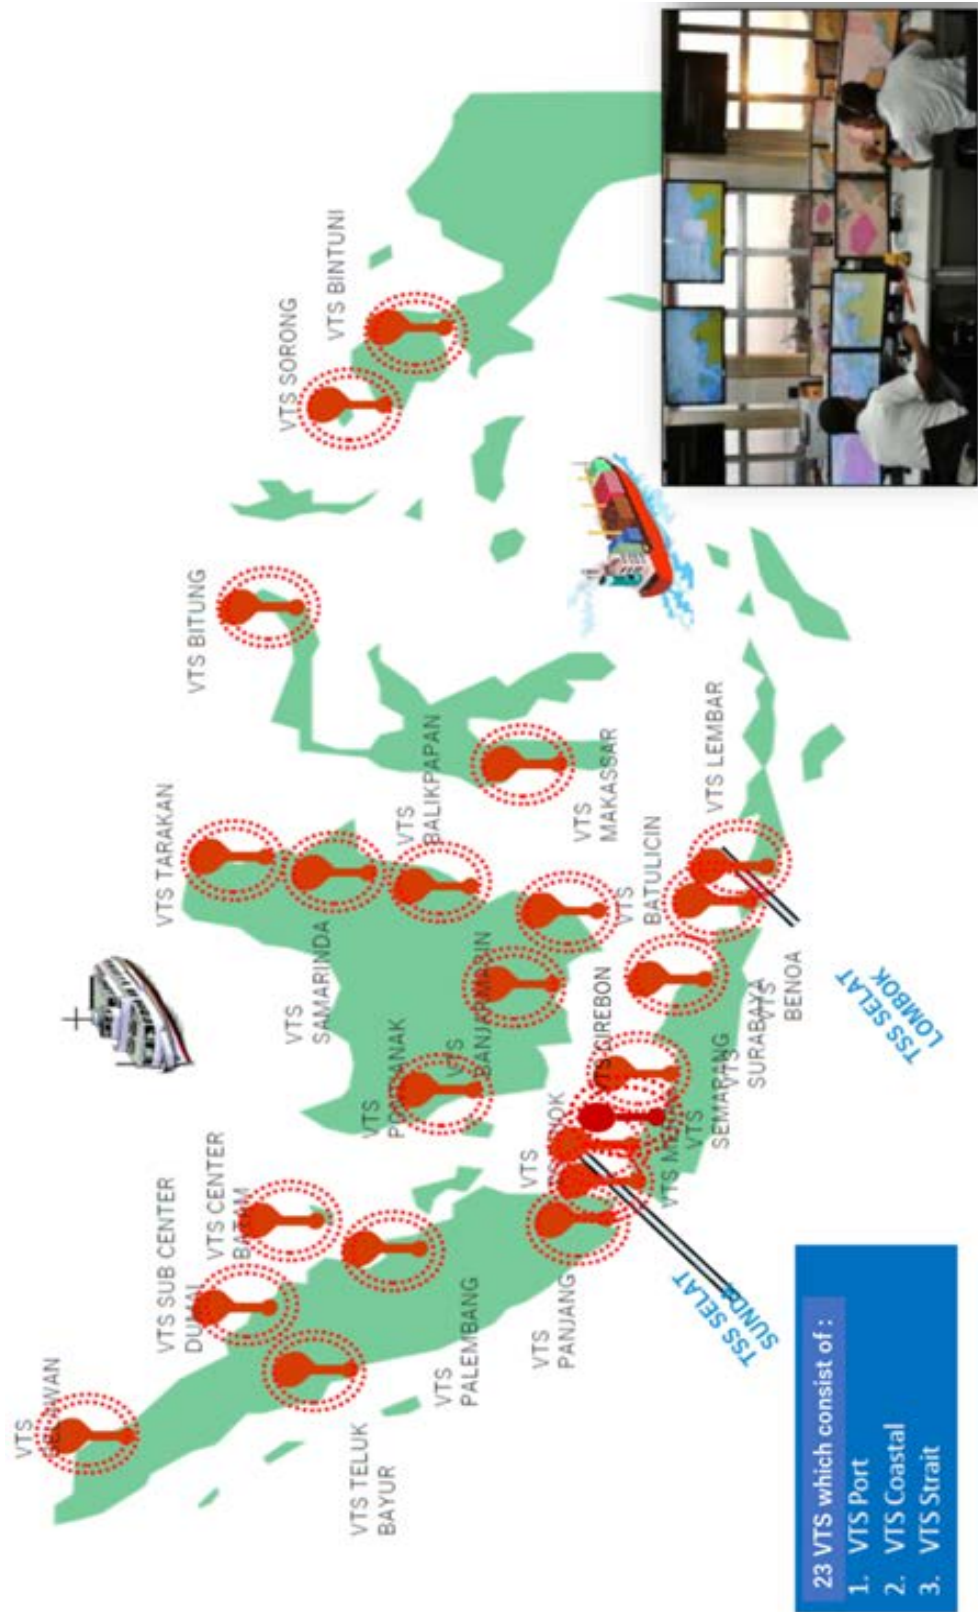 VTS
VTS SUB CENTER
DUMAI
VTS CENTER
VTS TELUK
BAYUR
VTS
PALEMBANG
VTS
PANJANG
TSS SELAT
VTS
VTS
VTS
SAMARINDA
VTS TARAKAN
VTS
BALIKPAPAN
VTS
BANJARMASIN
VTS CIREBON
VTS
SEMARANG
VTS
SURABAYA
VTS
BENOA
VTS
BATULICIN
VTS LEMBAR
TSS SELAT
LOMBOK
VTS
MAKASSAR
VTS BITUNG
VTS SORONG
VTS BINTUNI
23 VTS which consist of :
1. VTS Port
2. VTS Coastal
3. VTS Strait